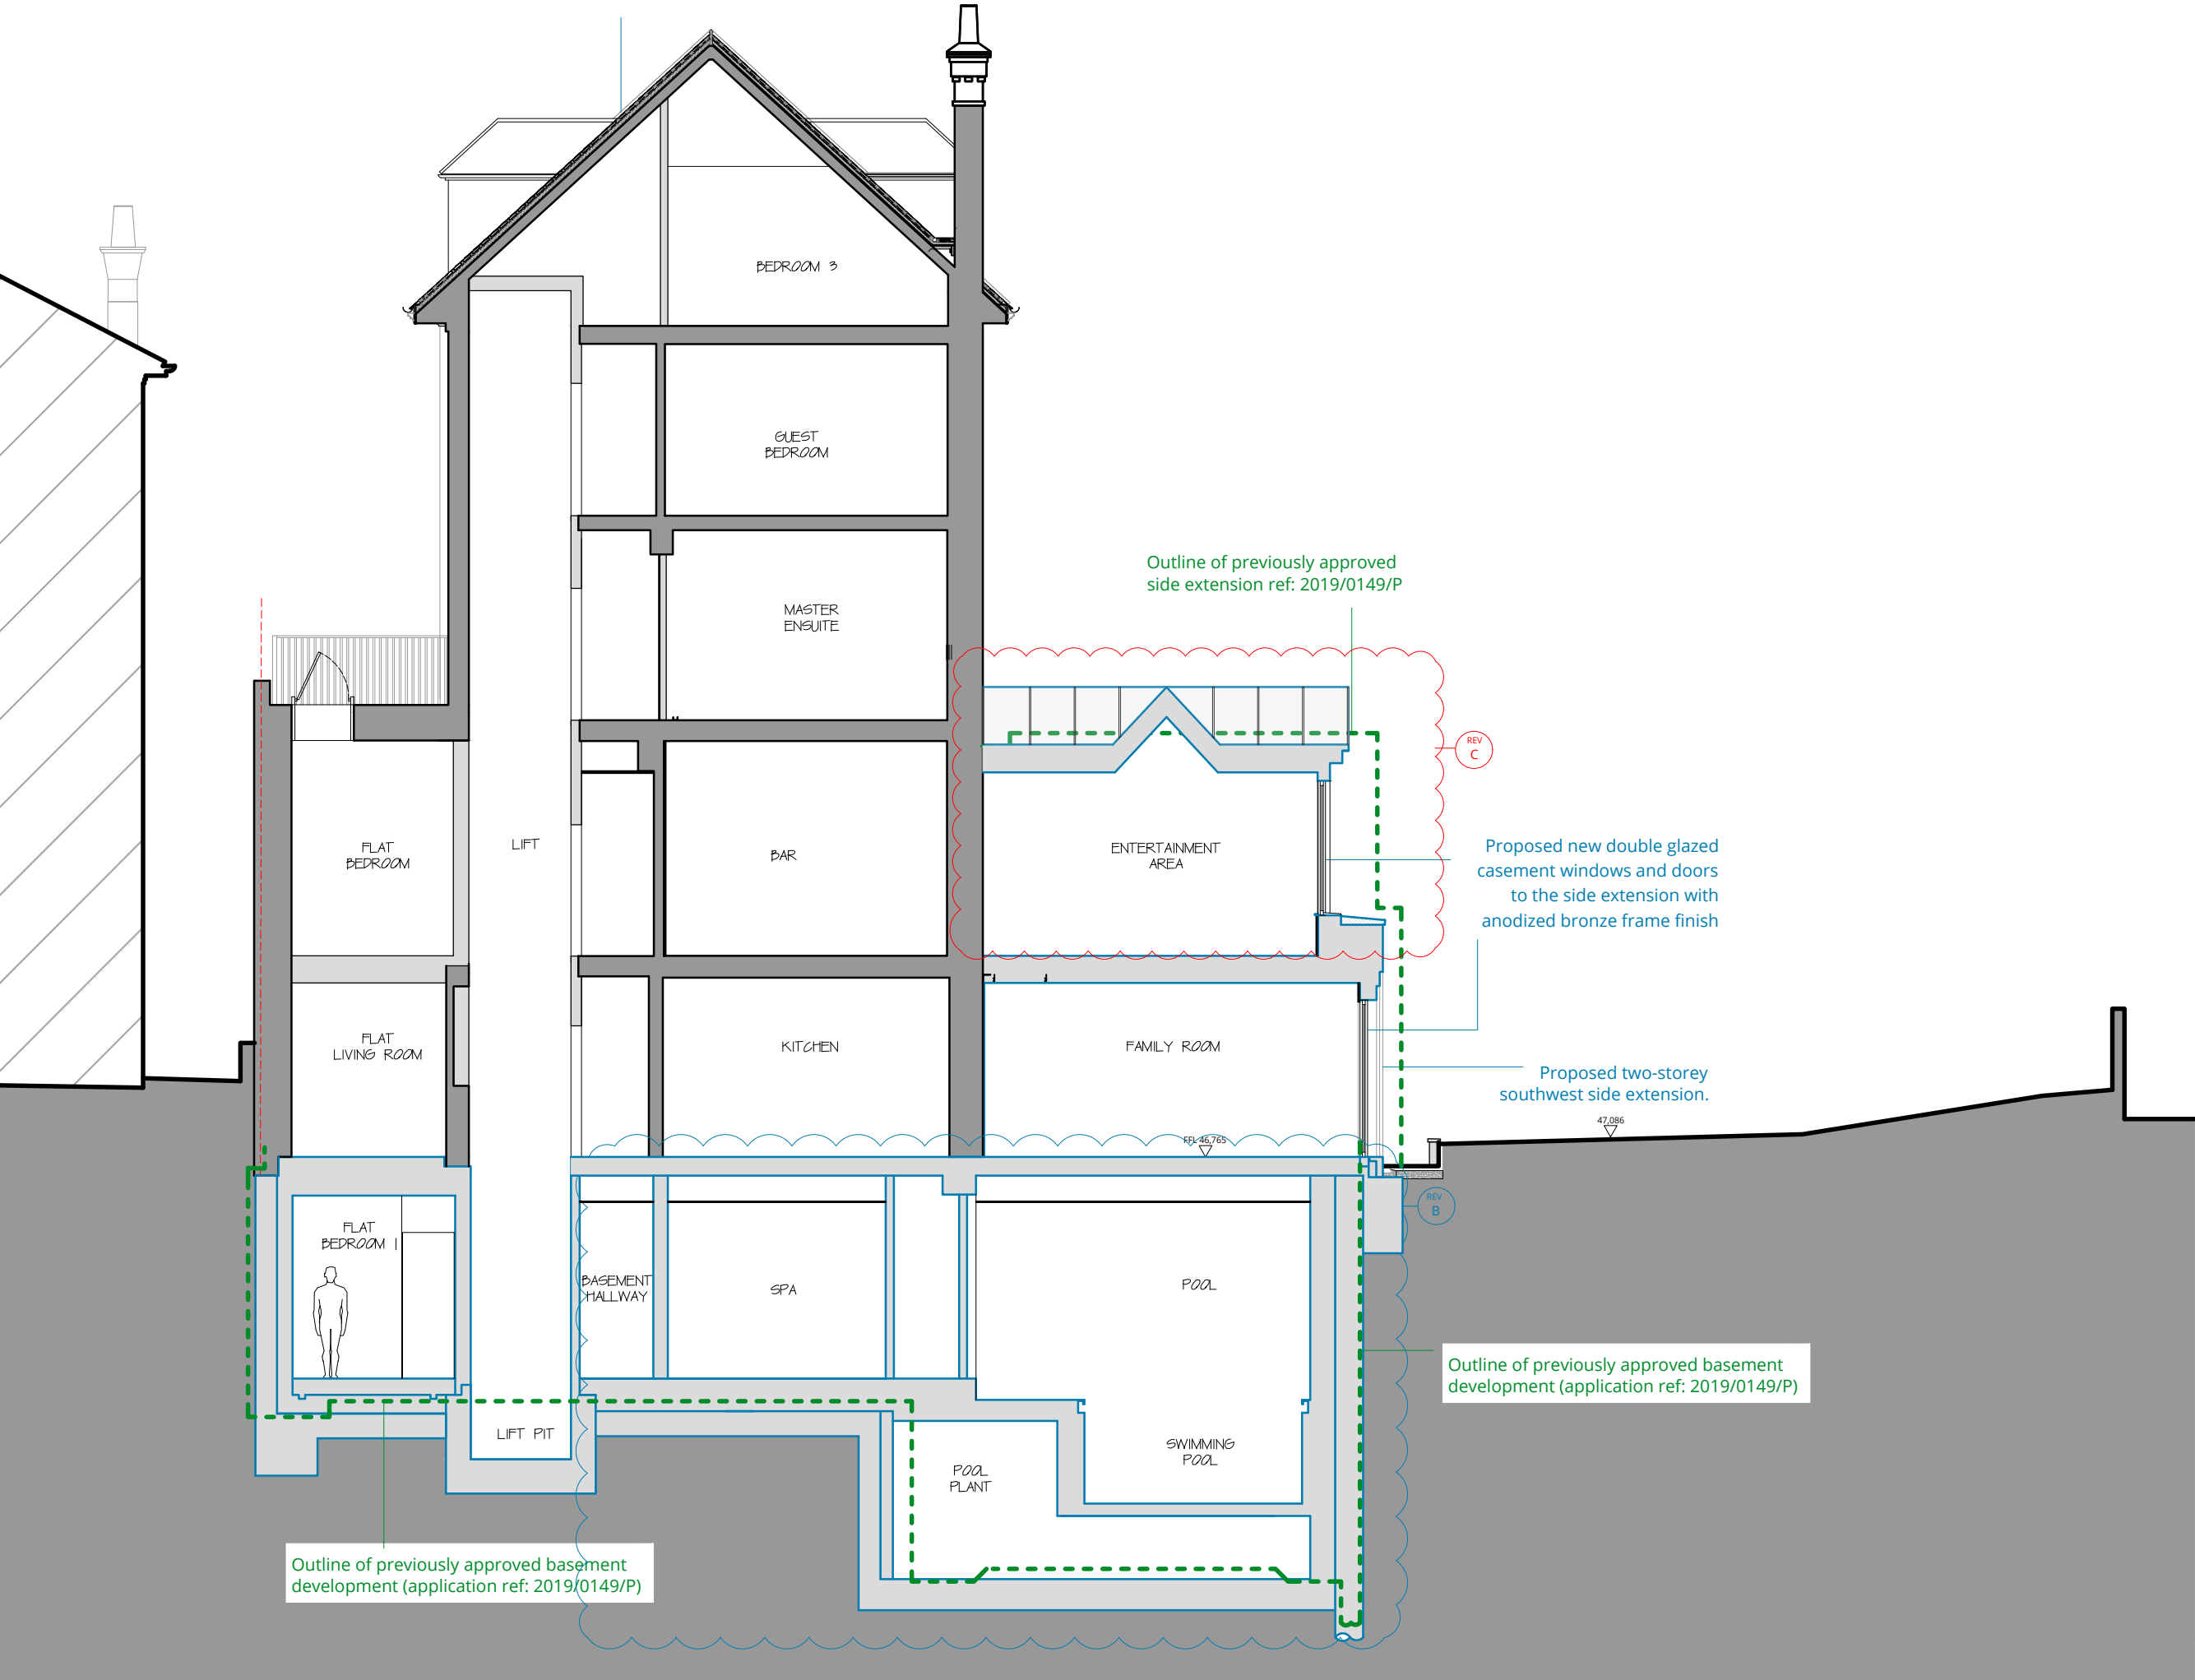 BEDROOM 3
GUEST
BEDROOM
MASTER
ENSUITE
Outline of previously approved
side extension ref: 2019/0149/P
REV
C
FLAT
BEDROOM
LIFT
BAR
ENTERTAINMENT
AREA
Proposed new double glazed
casement windows and doors
to the side extension with
anodized bronze frame finish
FLAT
LIVING ROOM
KITCHEN
FAMILY ROOM
Proposed two-storey
southwest side extension.
47,086
FFL 46,765
REV
B
FLAT
BEDROOM 1
BASEMENT
HALLWAY
SPA
POOL
Outline of previously approved basement
development (application ref: 2019/0149/P)
LIFT PIT
SWIMMING
POOL
POOL
PLANT
Outline of previously approved basement
development (application ref: 2019/0149/P)